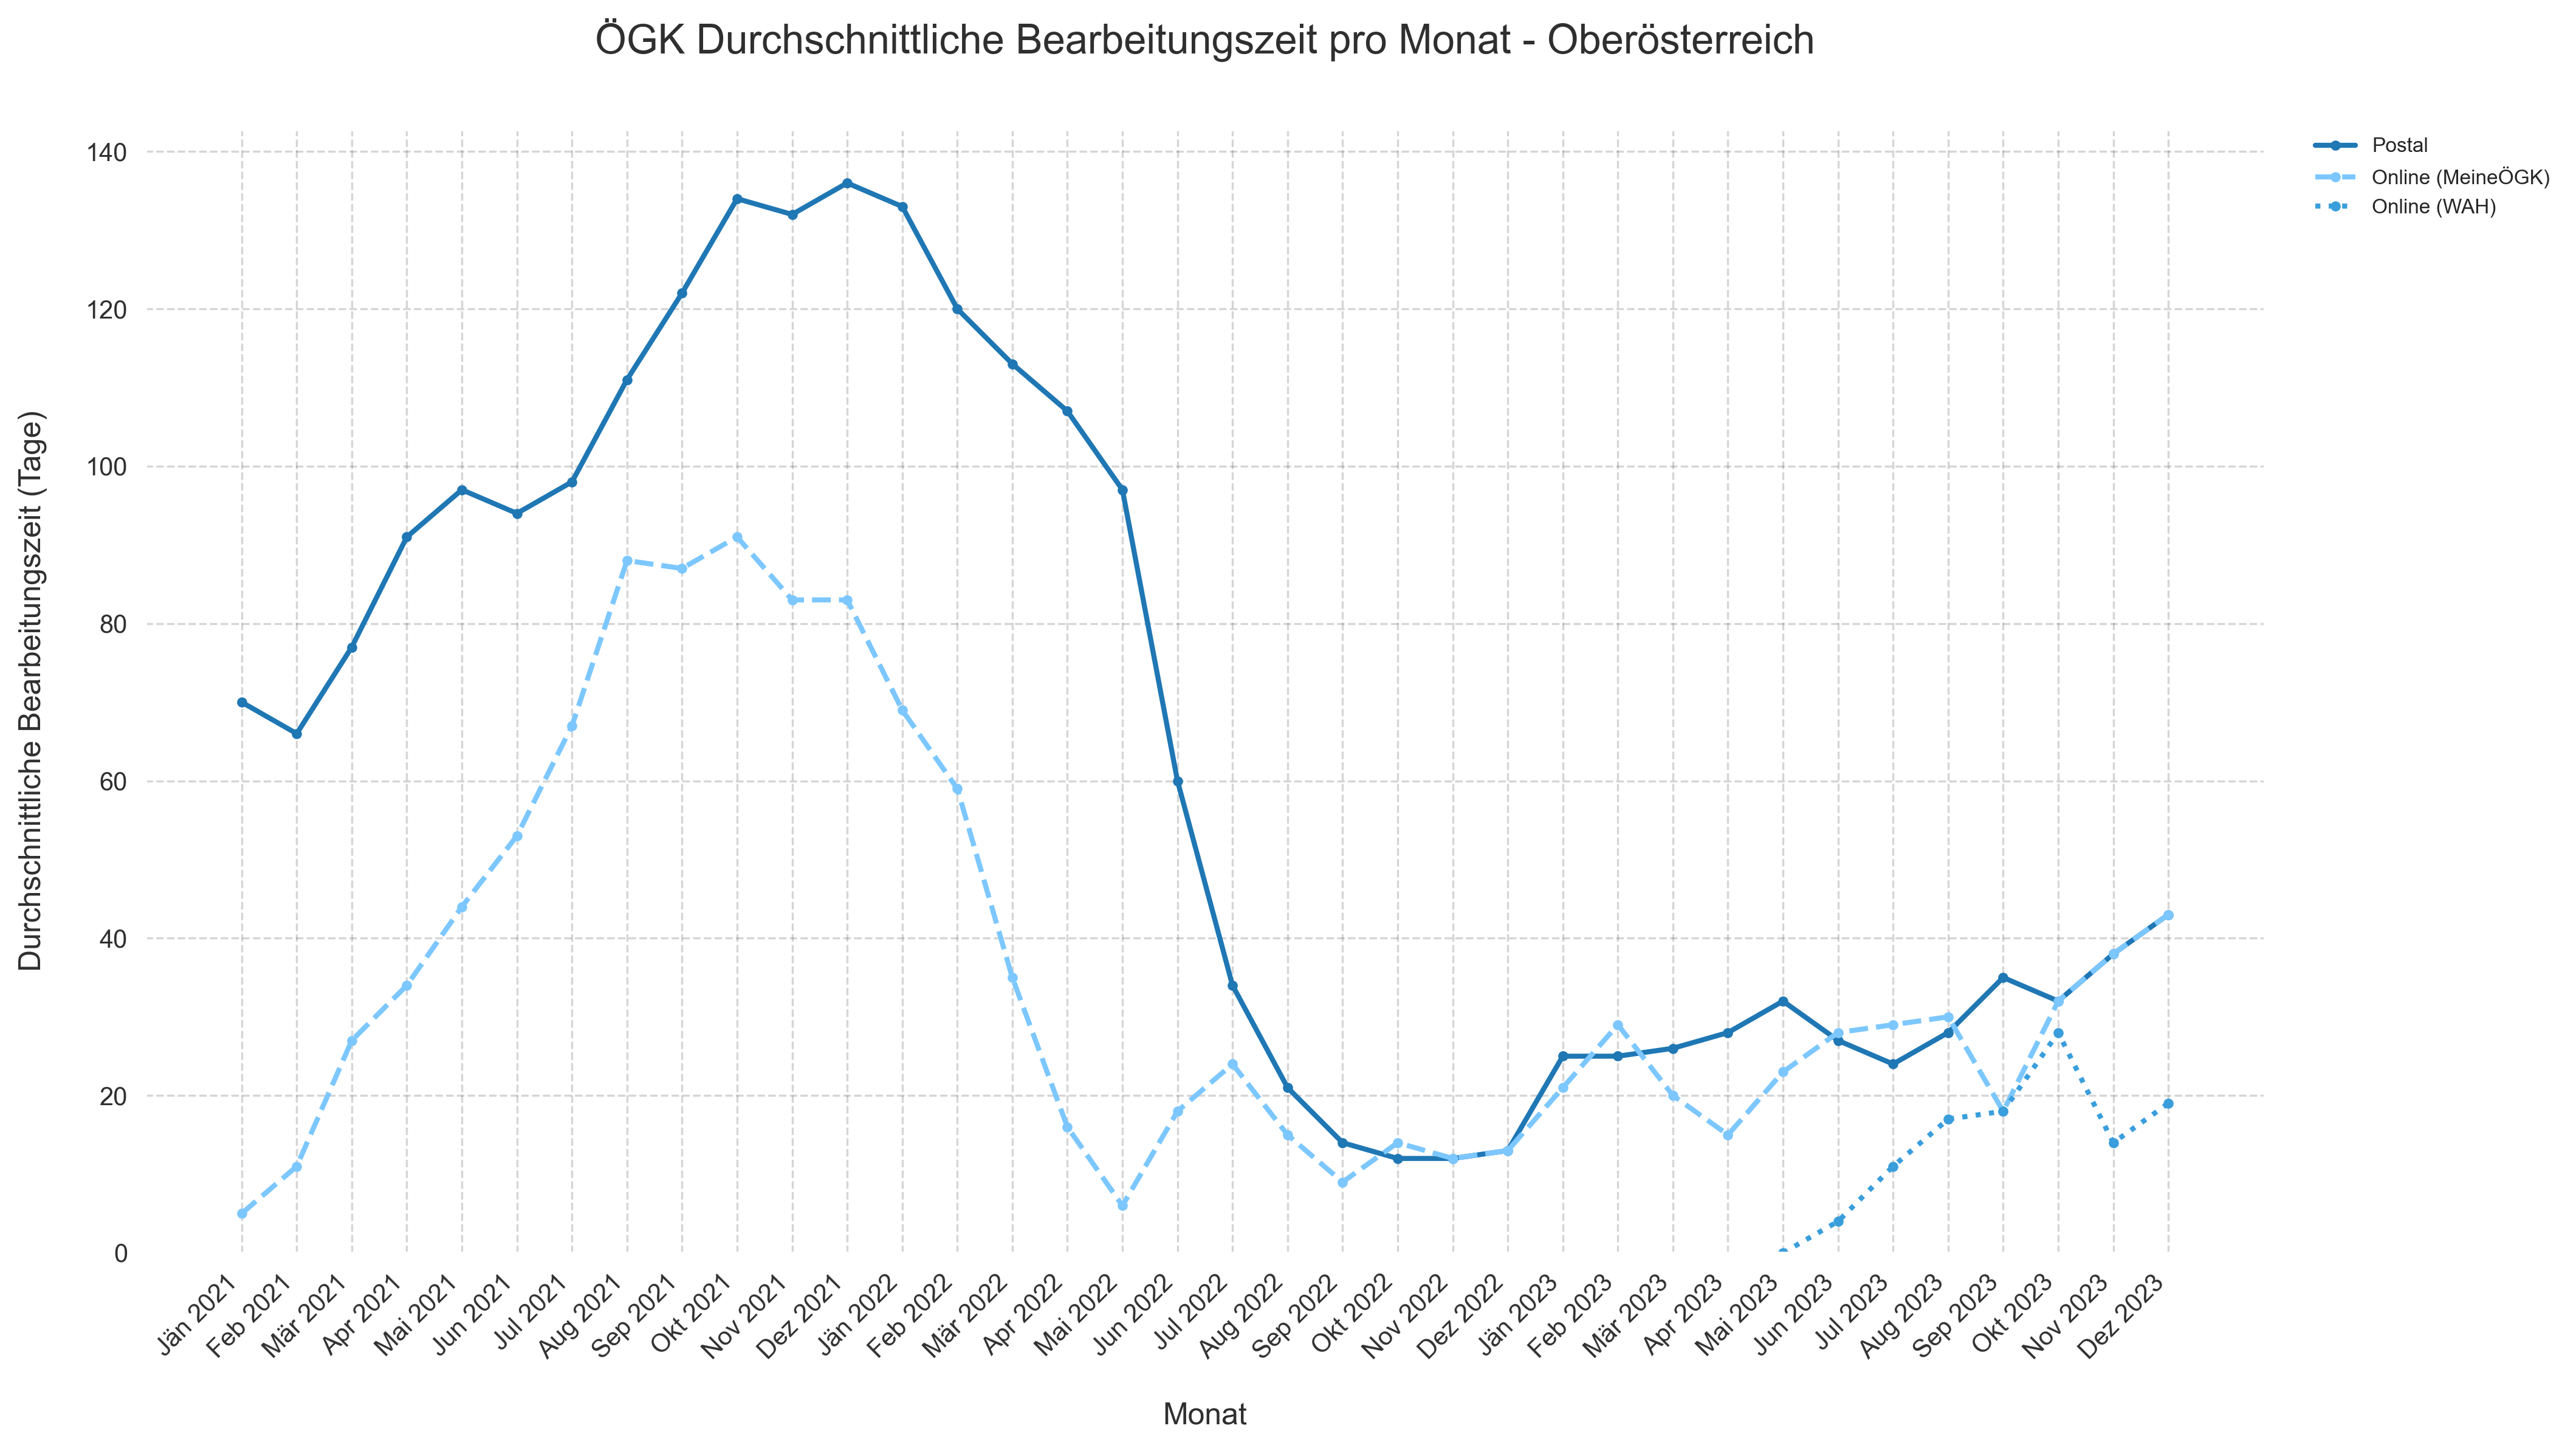 ÖGK Durchschnittliche Bearbeitungszeit pro Monat - Oberösterreich
Postal
Online (MeineÖGK)
Online (WAH)
Durchschnittliche Bearbeitungszeit (Tage)
140
120
100
80
60
40
20
0
Jän 2021
Feb 2021
Mär 2021
Apr 2021
Mai 2021
Jun 2021
Jul 2021
Aug 2021
Sep 2021
Okt 2021
Nov 2021
Dez 2021
Jän 2022
Feb 2022
Mär 2022
Apr 2022
Mai 2022
Jun 2022
Jul 2022
Aug 2022
Sep 2022
Okt 2022
Nov 2022
Dez 2022
Jän 2023
Feb 2023
Mär 2023
Apr 2023
Mai 2023
Jun 2023
Jul 2023
Aug 2023
Sep 2023
Okt 2023
Nov 2023
Dez 2023
Monat